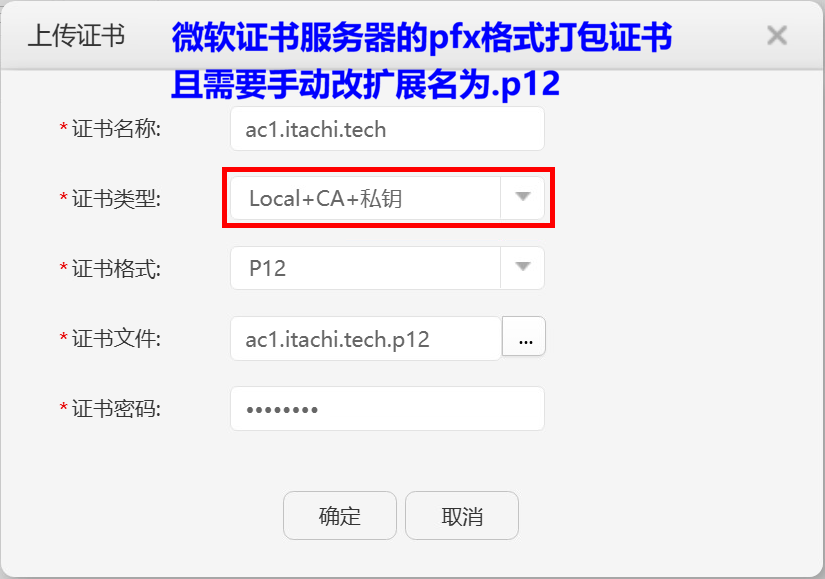 上传证书
微软证书服务器的pfx格式打包证书
且需要手动改扩展名为.p12
*证书名称: ac1.itachi.tech
*证书类型: Local+CA+私钥
*证书格式: P12
*证书文件: ac1.itachi.tech.p12 ...
*证书密码: ••••••••
确定 取消